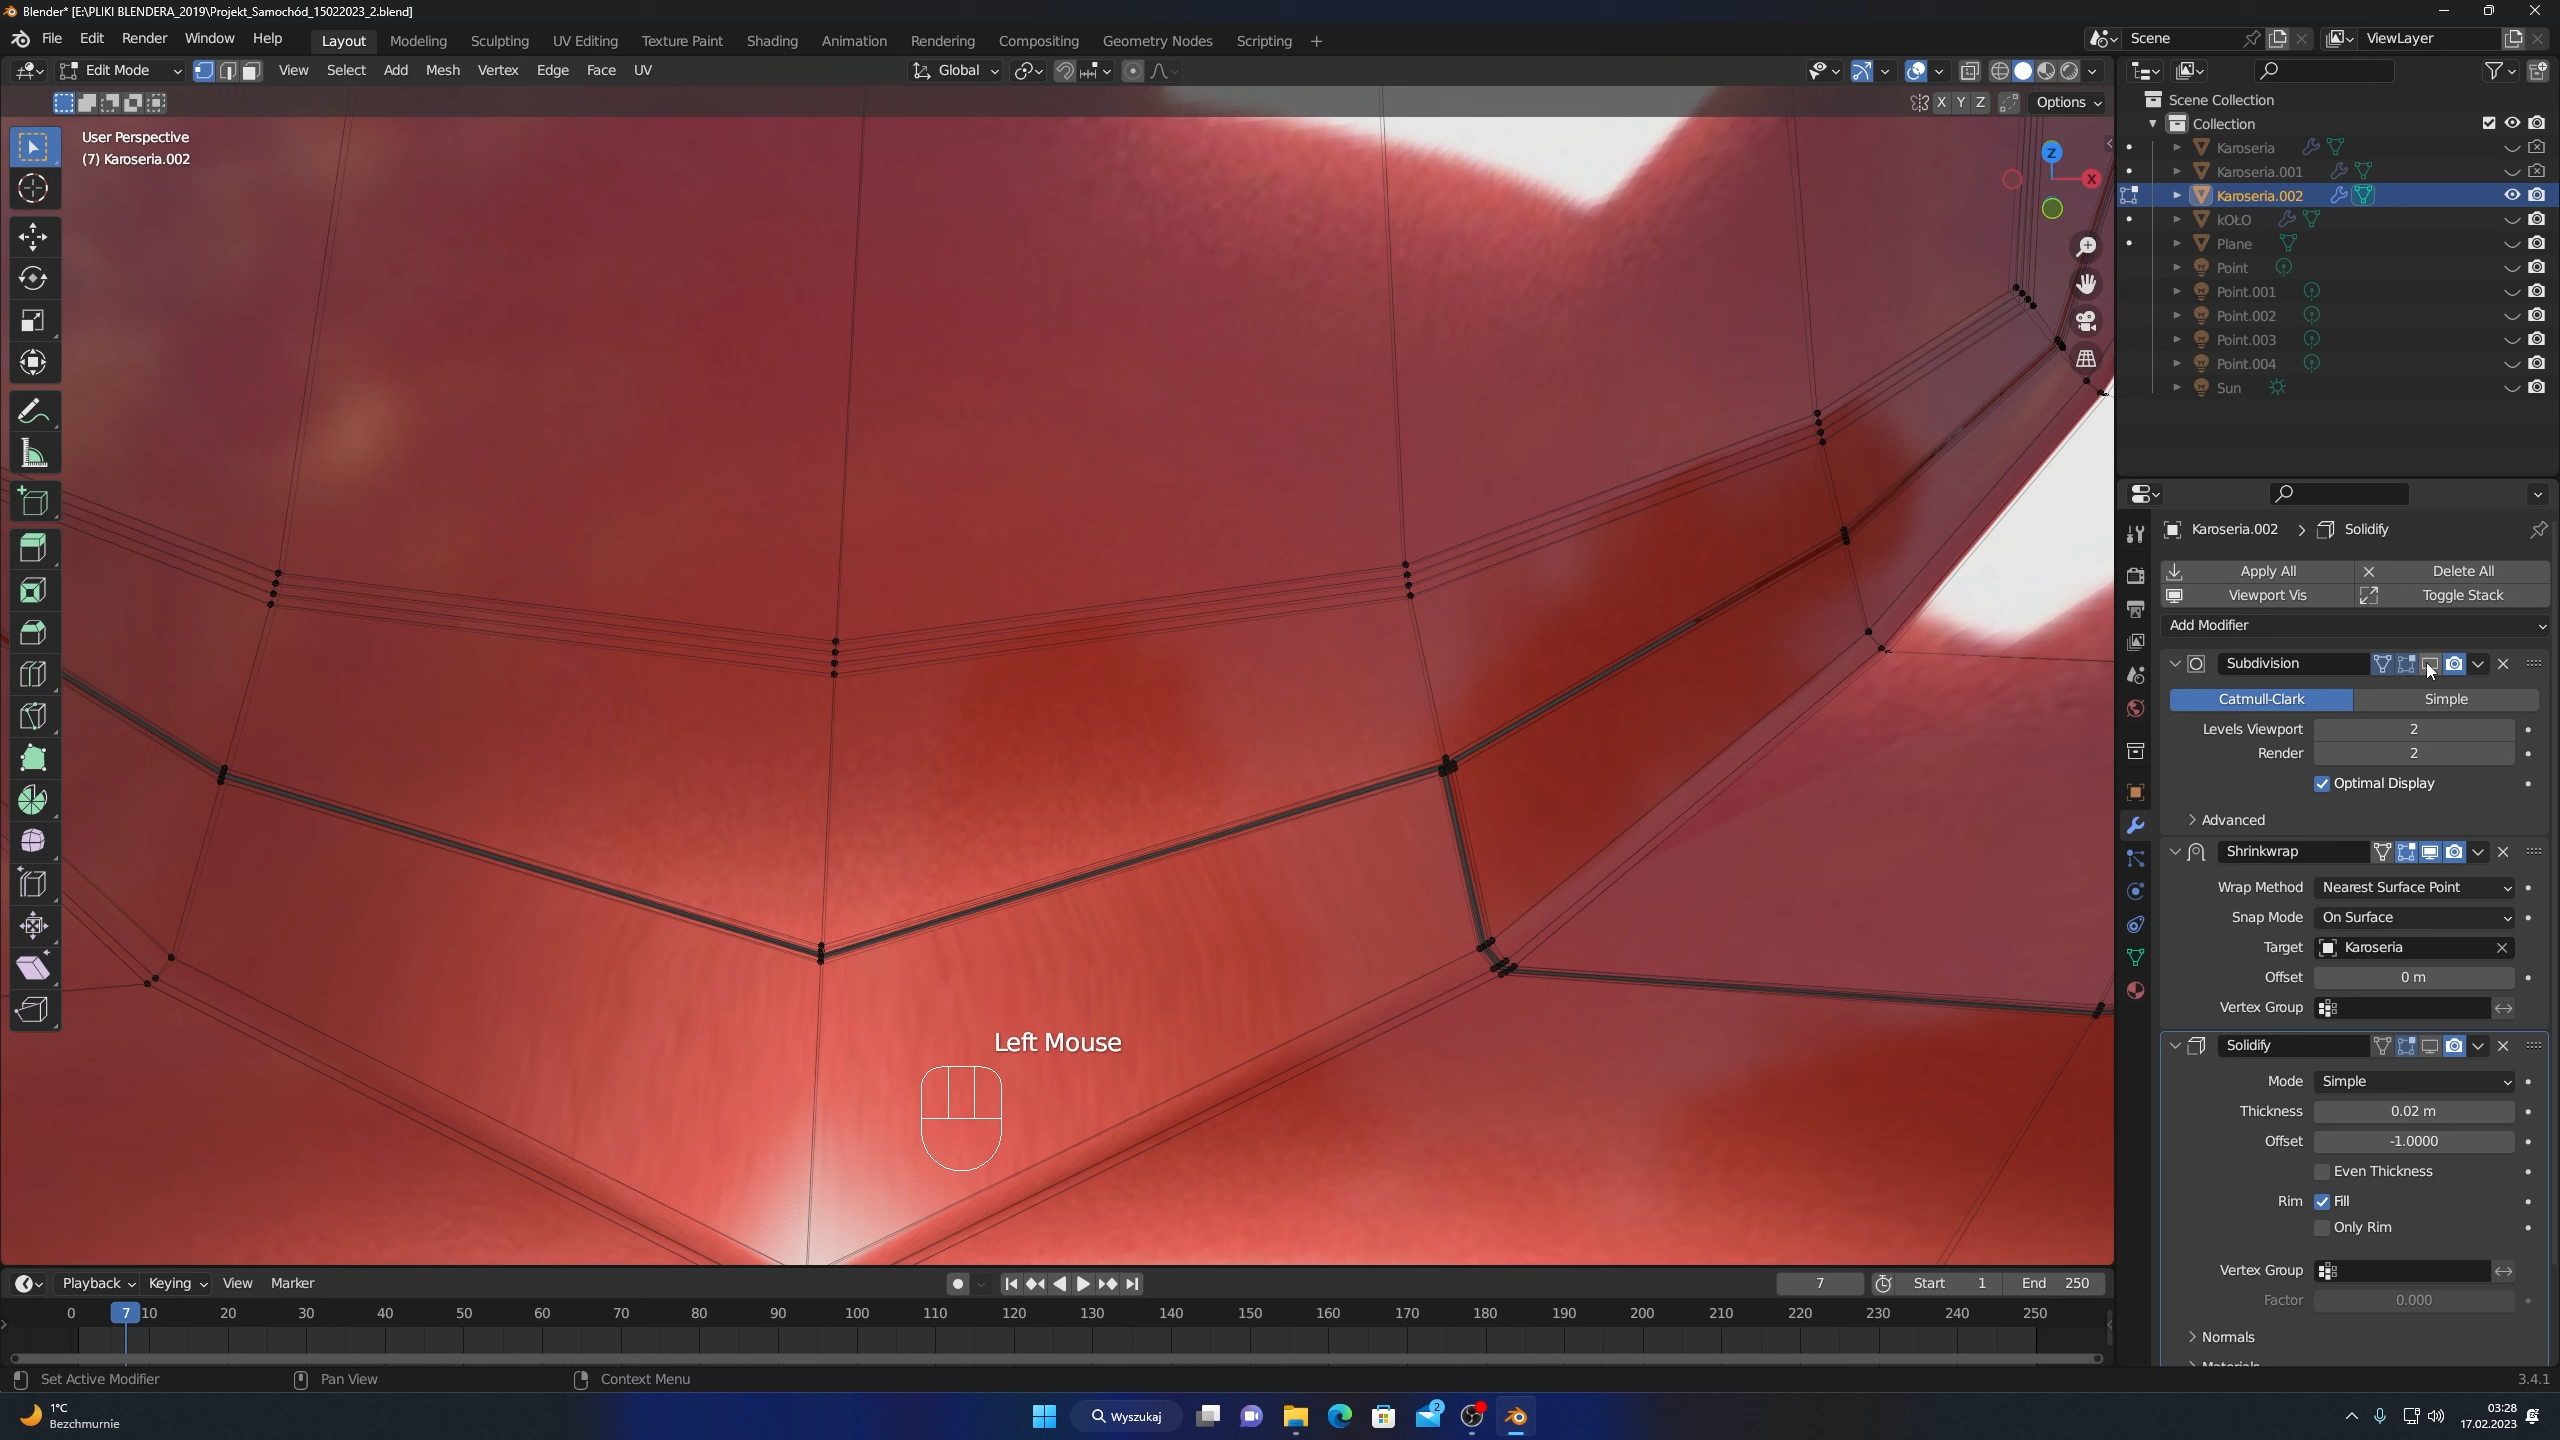 Blender* [E:\PLIKI BLENDERA_2019\Projekt_Samochód_15022023_2.blend]
File Edit Render Window Help
Layout Modeling Sculpting UV Editing Texture Paint Shading Animation Rendering Compositing Geometry Nodes Scripting +
Scene
ViewLayer
Edit Mode
View Select Add Mesh Vertex Edge Face UV
Global
X Y Z
Options
User Perspective
(7) Karoseria.002
Z
X
Left Mouse
Scene Collection
Collection
Karoseria
Karoseria.001
Karoseria.002
kOŁO
Plane
Point
Point.001
Point.002
Point.003
Point.004
Sun
Karoseria.002 > Solidify
Apply All
Delete All
Viewport Vis
Toggle Stack
Add Modifier
Subdivision
Catmull-Clark Simple
Levels Viewport 2
Render 2
Optimal Display
Advanced
Shrinkwrap
Wrap Method Nearest Surface Point
Snap Mode On Surface
Target Karoseria
Offset 0 m
Vertex Group
Solidify
Mode Simple
Thickness 0.02 m
Offset -1.0000
Even Thickness
Rim Fill
Only Rim
Vertex Group
Factor 0.000
Normals
Materials
Playback Keying View Marker
7
Start 1 End 250
0 7 10 20 30 40 50 60 70 80 90 100 110 120 130 140 150 160 170 180 190 200 210 220 230 240 250
Set Active Modifier
Pan View
Context Menu
3.4.1
1°C
Bezchmurnie
Wyszukaj
2
03:28
17.02.2023